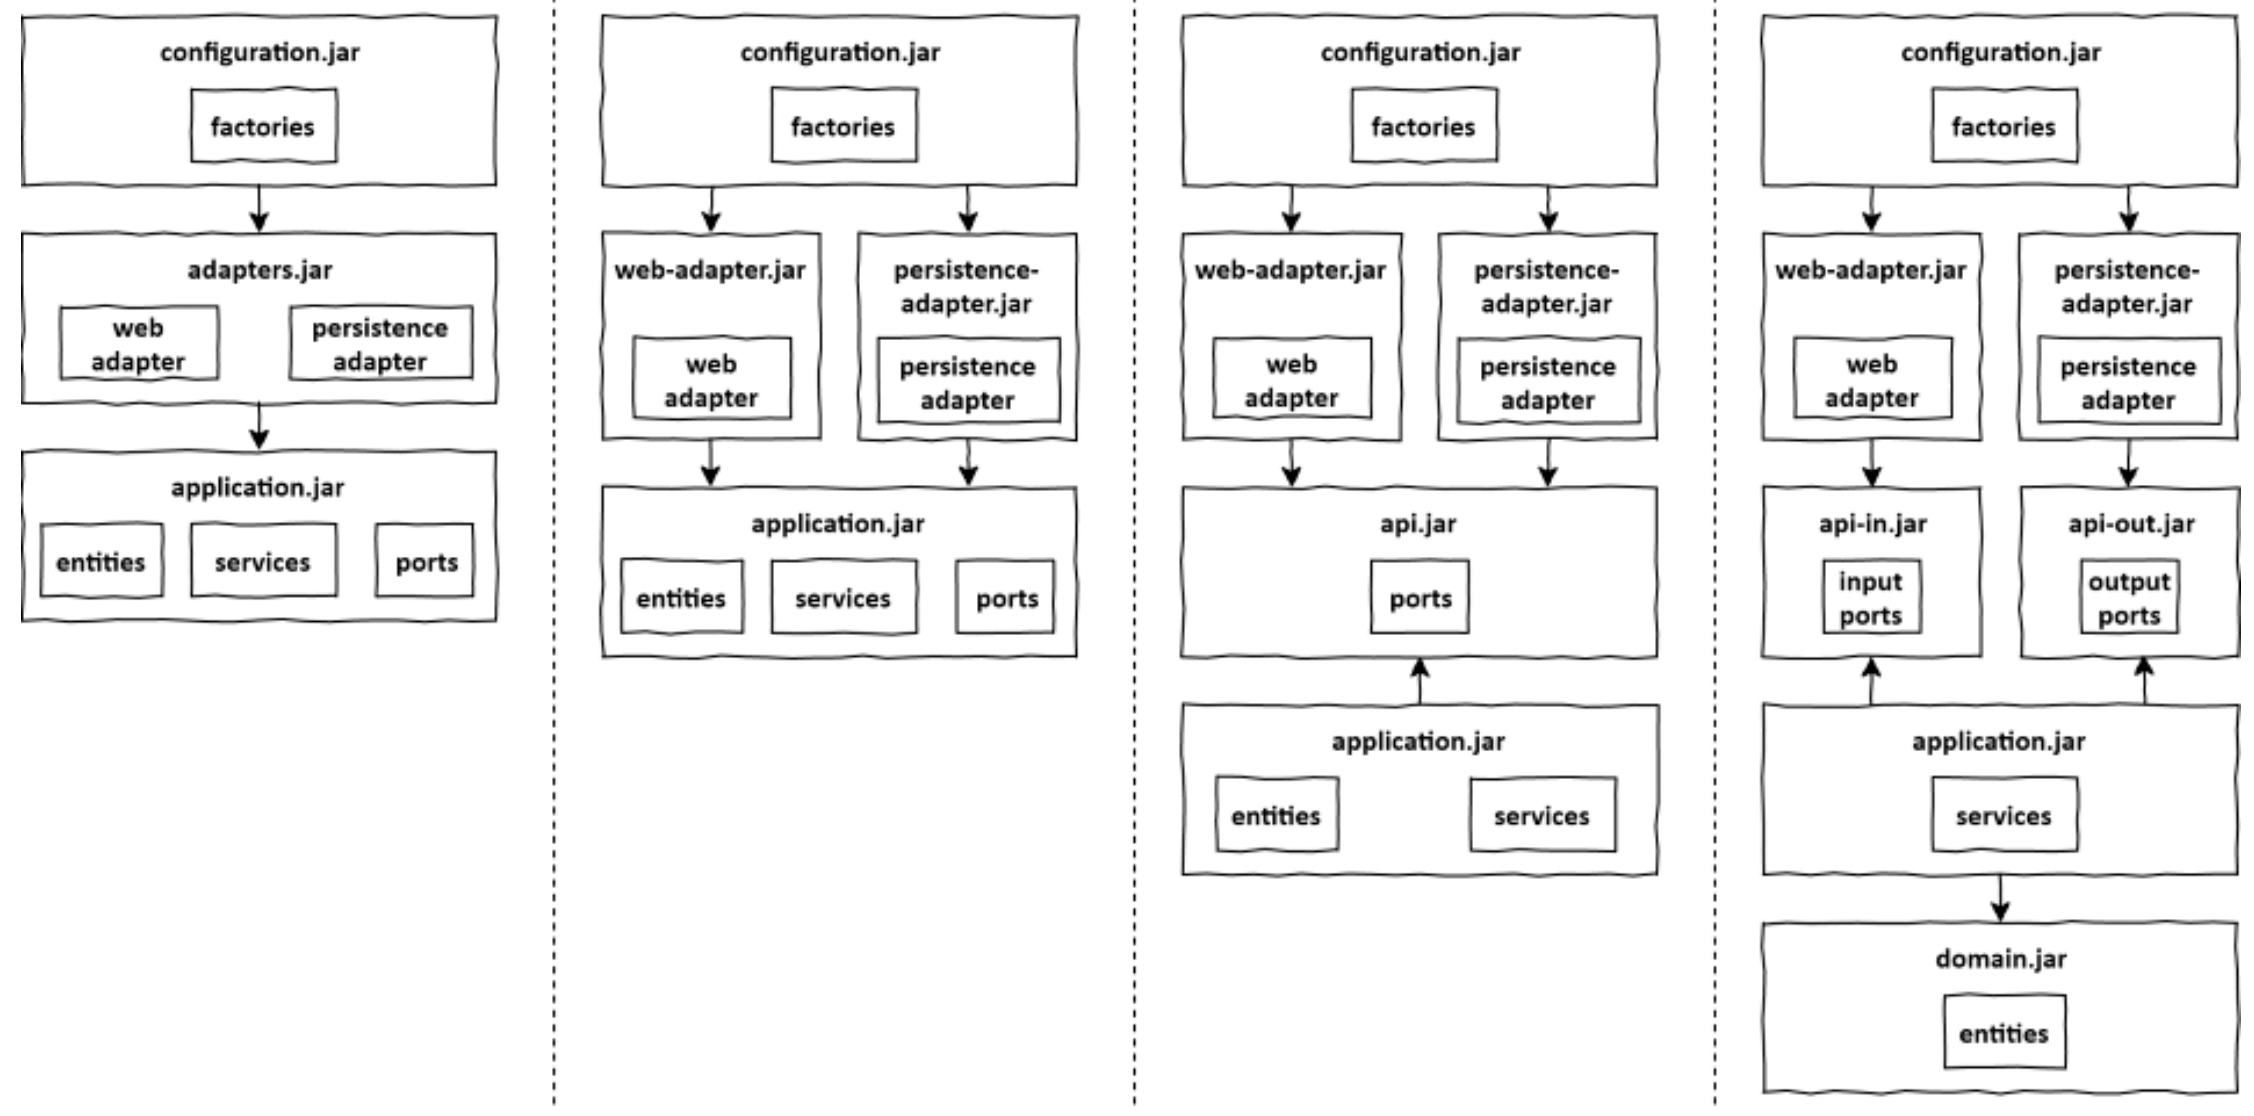 configuration.jar
factories
adapters.jar
web
adapter
persistence
adapter
application.jar
entities
services
ports
configuration.jar
factories
web-adapter.jar
web
adapter
persistence-
adapter.jar
persistence
adapter
application.jar
entities
services
ports
configuration.jar
factories
web-adapter.jar
web
adapter
persistence-
adapter.jar
persistence
adapter
api.jar
ports
application.jar
entities
services
configuration.jar
factories
web-adapter.jar
web
adapter
persistence-
adapter.jar
persistence
adapter
api-in.jar
input
ports
api-out.jar
output
ports
application.jar
services
domain.jar
entities